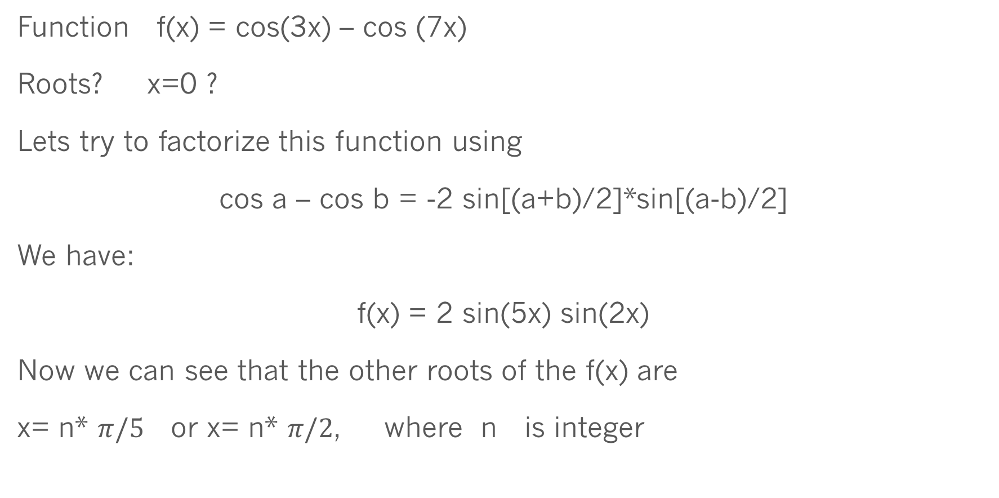 Function f(x) = cos(3x) – cos (7x)
Roots? x=0 ?
Lets try to factorize this function using
cos a – cos b = -2 sin[(a+b)/2]*sin[(a-b)/2]
We have:
f(x) = 2 sin(5x) sin(2x)
Now we can see that the other roots of the f(x) are
x= n* π/5 or x= n* π/2, where n is integer